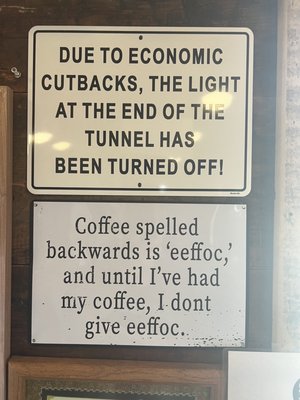 DUE TO ECONOMIC
CUTBACKS, THE LIGHT
AT THE END OF THE
TUNNEL HAS
BEEN TURNED OFF!
Coffee spelled
backwards is ‘eeffoc,’
and until I’ve had
my coffee, I dont
give eeffoc..